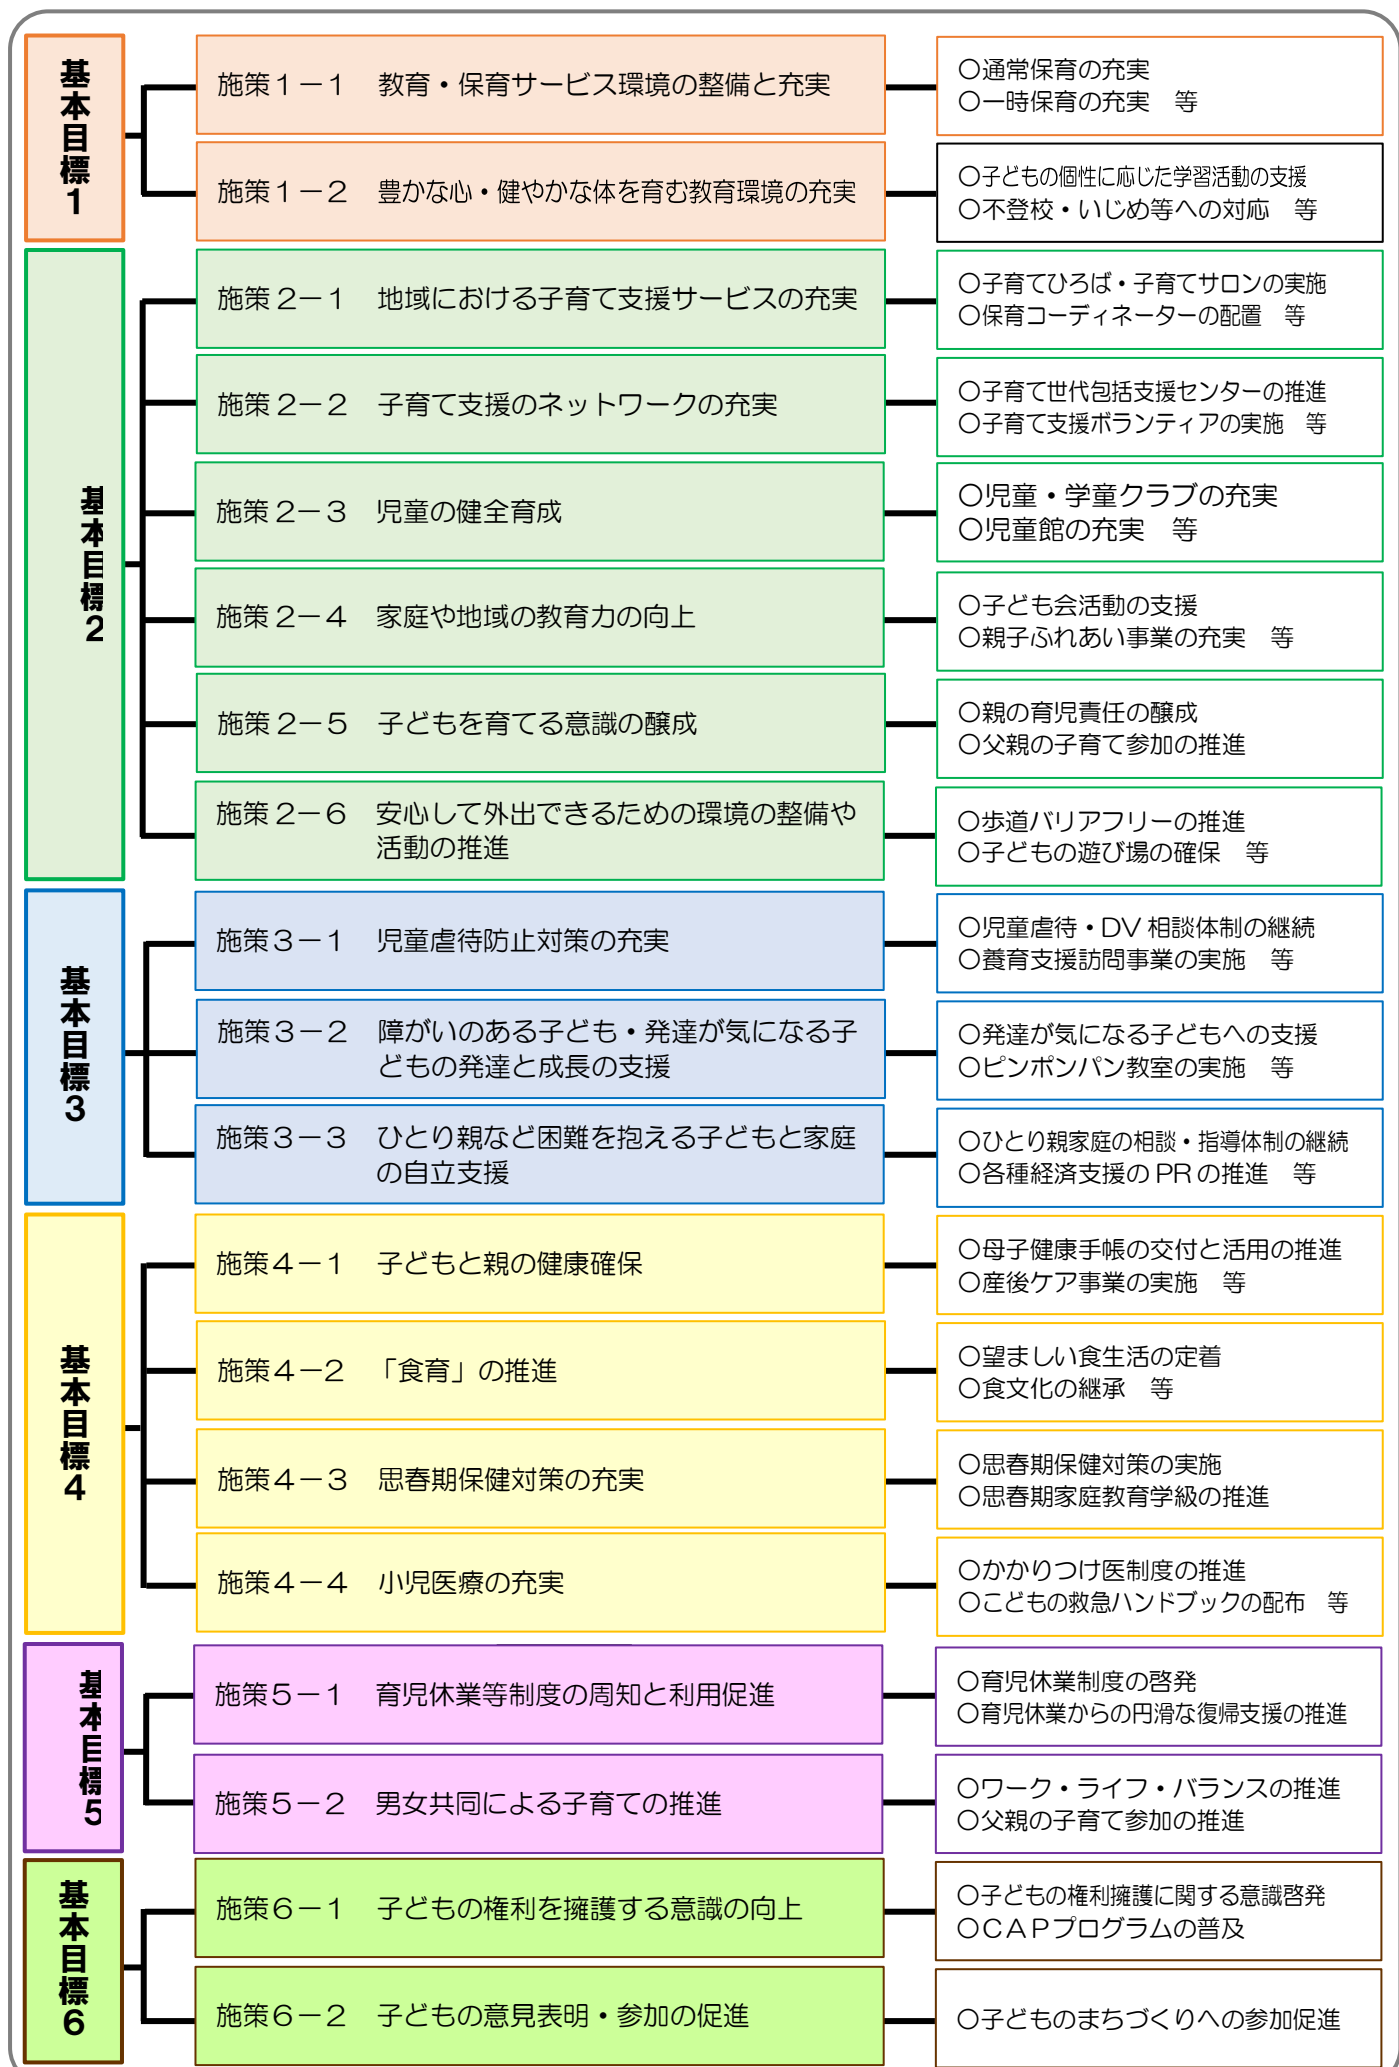 基本目標1
施策1－1　教育・保育サービス環境の整備と充実
○通常保育の充実
○一時保育の充実　等
施策1－2　豊かな心・健やかな体を育む教育環境の充実
○子どもの個性に応じた学習活動の支援
○不登校・いじめ等への対応　等
基本目標2
施策2－1　地域における子育て支援サービスの充実
○子育てひろば・子育てサロンの実施
○保育コーディネーターの配置　等
施策2－2　子育て支援のネットワークの充実
○子育て世代包括支援センターの推進
○子育て支援ボランティアの実施　等
施策2－3　児童の健全育成
○児童・学童クラブの充実
○児童館の充実　等
施策2－4　家庭や地域の教育力の向上
○子ども会活動の支援
○親子ふれあい事業の充実　等
施策2－5　子どもを育てる意識の醸成
○親の育児責任の醸成
○父親の子育て参加の推進
施策2－6　安心して外出できるための環境の整備や
活動の推進
○歩道バリアフリーの推進
○子どもの遊び場の確保　等
基本目標3
施策3－1　児童虐待防止対策の充実
○児童虐待・DV相談体制の継続
○養育支援訪問事業の実施　等
施策3－2　障がいのある子ども・発達が気になる子
どもの発達と成長の支援
○発達が気になる子どもへの支援
○ピンポンパン教室の実施　等
施策3－3　ひとり親など困難を抱える子どもと家庭
の自立支援
○ひとり親家庭の相談・指導体制の継続
○各種経済支援のPRの推進　等
基本目標4
施策4－1　子どもと親の健康確保
○母子健康手帳の交付と活用の推進
○産後ケア事業の実施　等
施策4－2　「食育」の推進
○望ましい食生活の定着
○食文化の継承　等
施策4－3　思春期保健対策の充実
○思春期保健対策の実施
○思春期家庭教育学級の推進
施策4－4　小児医療の充実
○かかりつけ医制度の推進
○こどもの救急ハンドブックの配布　等
基本目標5
施策5－1　育児休業等制度の周知と利用促進
○育児休業制度の啓発
○育児休業からの円滑な復帰支援の推進
施策5－2　男女共同による子育ての推進
○ワーク・ライフ・バランスの推進
○父親の子育て参加の推進
基本目標6
施策6－1　子どもの権利を擁護する意識の向上
○子どもの権利擁護に関する意識啓発
○CAPプログラムの普及
施策6－2　子どもの意見表明・参加の促進
○子どものまちづくりへの参加促進